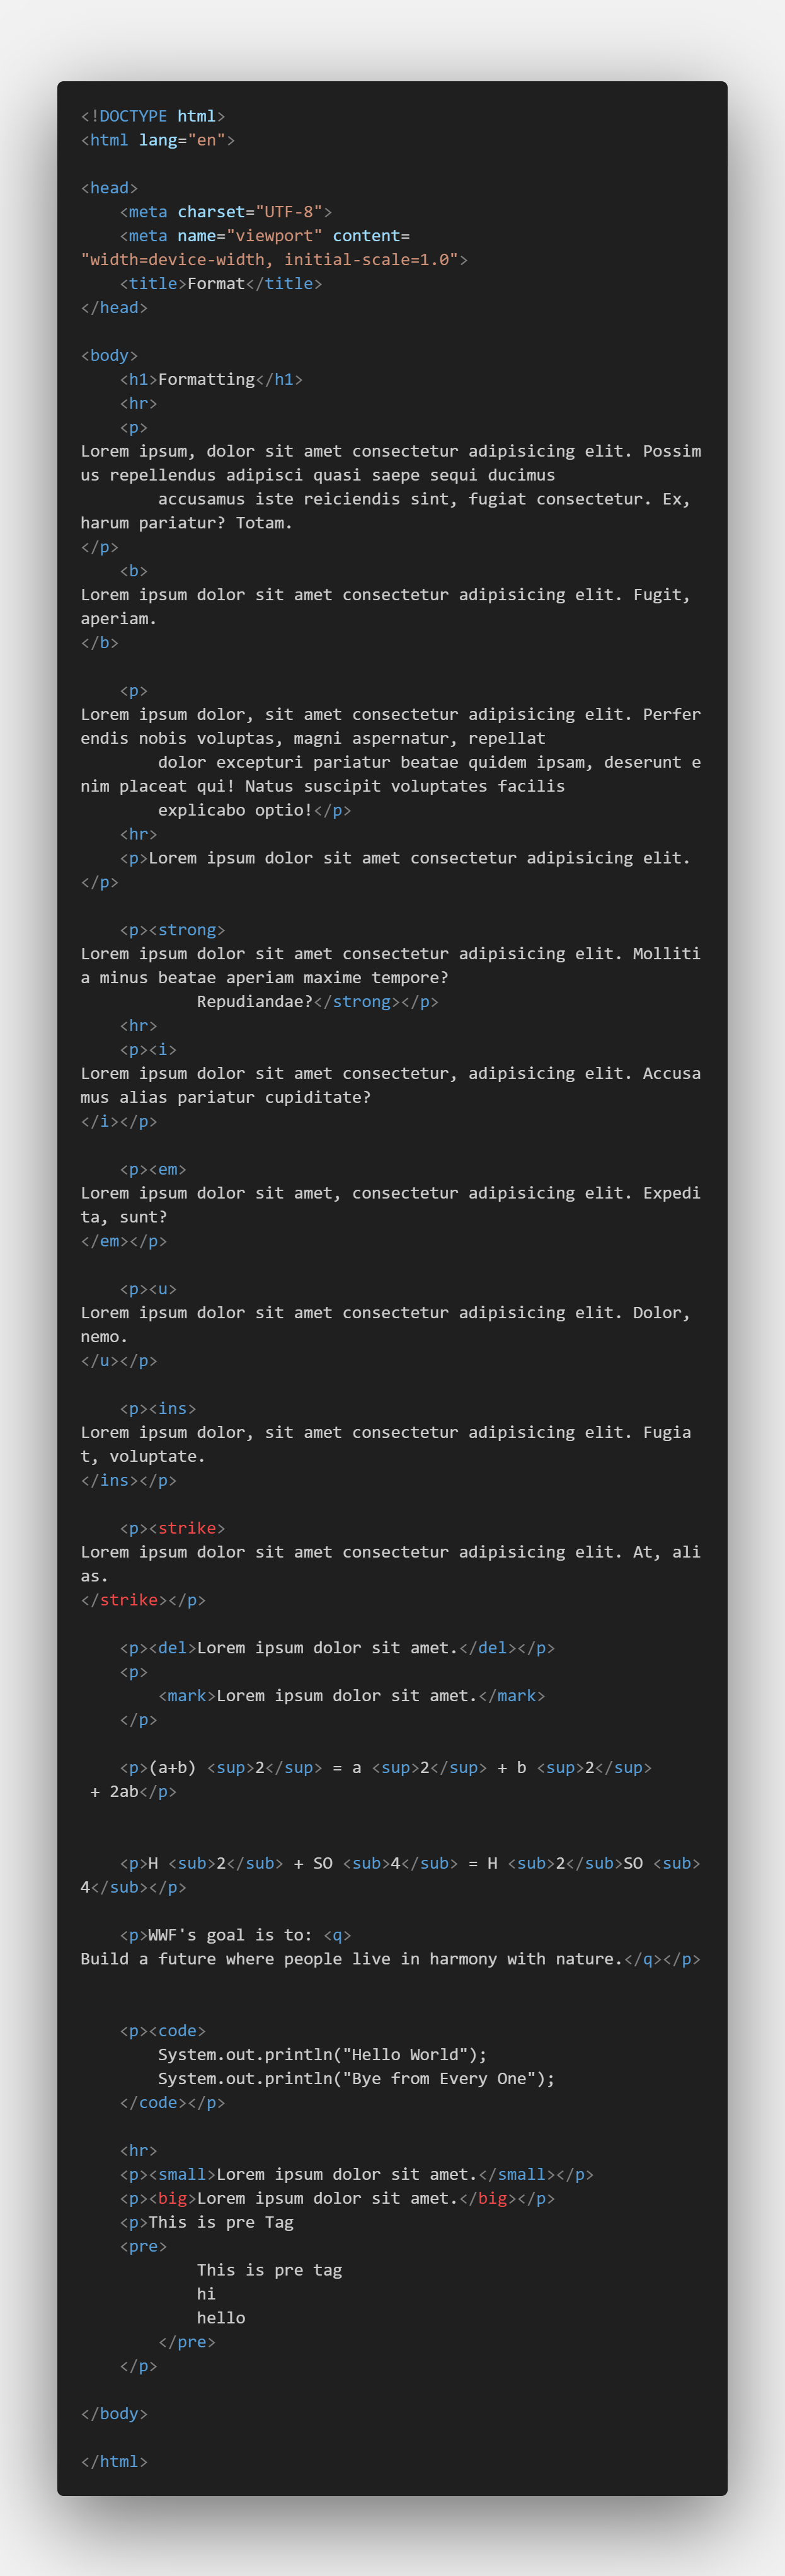 <!DOCTYPE html>
<html lang="en">

<head>
    <meta charset="UTF-8">
    <meta name="viewport" content=
"width=device-width, initial-scale=1.0">
    <title>Format</title>
</head>

<body>
    <h1>Formatting</h1>
    <hr>
    <p>
Lorem ipsum, dolor sit amet consectetur adipisicing elit. Possim
us repellendus adipisci quasi saepe sequi ducimus
        accusamus iste reiciendis sint, fugiat consectetur. Ex,
harum pariatur? Totam.
</p>
    <b>
Lorem ipsum dolor sit amet consectetur adipisicing elit. Fugit,
aperiam.
</b>

    <p>
Lorem ipsum dolor, sit amet consectetur adipisicing elit. Perfer
endis nobis voluptas, magni aspernatur, repellat
        dolor excepturi pariatur beatae quidem ipsam, deserunt e
nim placeat qui! Natus suscipit voluptates facilis
        explicabo optio!</p>
    <hr>
    <p>Lorem ipsum dolor sit amet consectetur adipisicing elit.
</p>

    <p><strong>
Lorem ipsum dolor sit amet consectetur adipisicing elit. Molliti
a minus beatae aperiam maxime tempore?
            Repudiandae?</strong></p>
    <hr>
    <p><i>
Lorem ipsum dolor sit amet consectetur, adipisicing elit. Accusa
mus alias pariatur cupiditate?
</i></p>

    <p><em>
Lorem ipsum dolor sit amet, consectetur adipisicing elit. Expedi
ta, sunt?
</em></p>

    <p><u>
Lorem ipsum dolor sit amet consectetur adipisicing elit. Dolor,
nemo.
</u></p>

    <p><ins>
Lorem ipsum dolor, sit amet consectetur adipisicing elit. Fugia
t, voluptate.
</ins></p>

    <p><strike>
Lorem ipsum dolor sit amet consectetur adipisicing elit. At, ali
as.
</strike></p>

    <p><del>Lorem ipsum dolor sit amet.</del></p>
    <p>
        <mark>Lorem ipsum dolor sit amet.</mark>
    </p>

    <p>(a+b) <sup>2</sup> = a <sup>2</sup> + b <sup>2</sup>
 + 2ab</p>


    <p>H <sub>2</sub> + SO <sub>4</sub> = H <sub>2</sub>SO <sub>
4</sub></p>

    <p>WWF's goal is to: <q>
Build a future where people live in harmony with nature.</q></p>


    <p><code>
        System.out.println("Hello World");
        System.out.println("Bye from Every One");
    </code></p>

    <hr>
    <p><small>Lorem ipsum dolor sit amet.</small></p>
    <p><big>Lorem ipsum dolor sit amet.</big></p>
    <p>This is pre Tag
    <pre>
            This is pre tag
            hi
            hello
        </pre>
    </p>

</body>

</html>